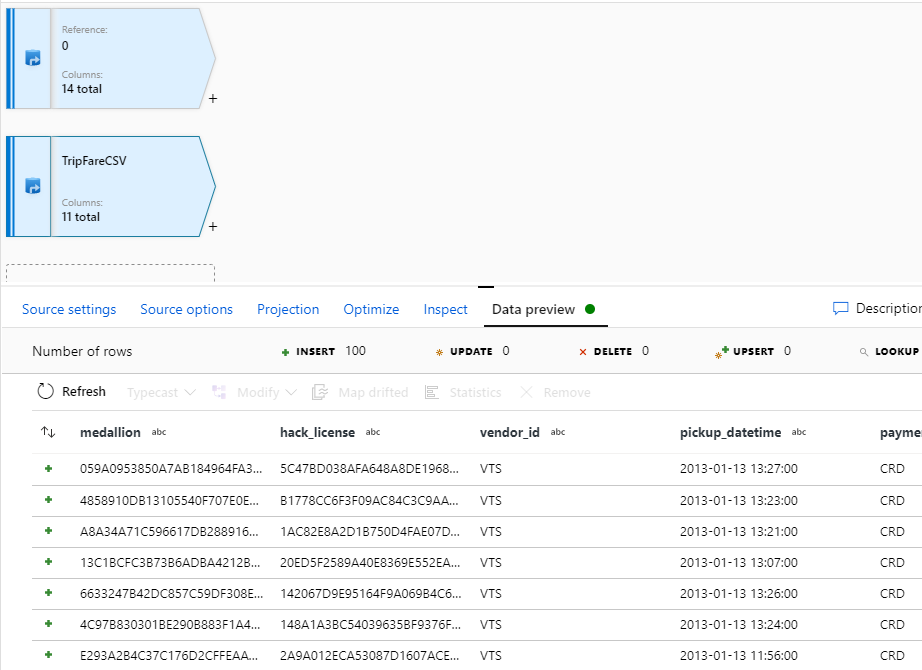 Reference:
0
Columns:
14 total
+
TripFareCSV
Columns:
11 total
+
Source settings Source options Projection Optimize Inspect Data preview Description
Number of rows INSERT 100 UPDATE 0 DELETE 0 UPSERT 0 LOOKUP
Refresh Typecast Modify Map drifted Statistics Remove
medallion abc hack_license abc vendor_id abc pickup_datetime abc payme
059A0953850A7AB184964FA3... 5C47BD038AFA648A8DE1968... VTS 2013-01-13 13:27:00 CRD
4858910DB13105540F707E0E... B1778CC6F3F09AC84C3C9AA... VTS 2013-01-13 13:23:00 CRD
A8A34A71C596617DB288916... 1AC82E8A2D1B750D4FAE07D... VTS 2013-01-13 13:21:00 CRD
13C1BCFC3B73B6ADBA4212B... 20ED5F2589A40E8369E552EA... VTS 2013-01-13 13:07:00 CRD
6633247B42DC857C59DF308E... 142067D9E95164F9A069B4C6... VTS 2013-01-13 13:26:00 CRD
4C97B830301BE290B883F1A4... 148A1A3BC54039635BF9376F... VTS 2013-01-13 13:24:00 CRD
E293A2B4C37C176D2CFFEAA... 2A9A012ECA53087D1607ACE... VTS 2013-01-13 11:56:00 CRD